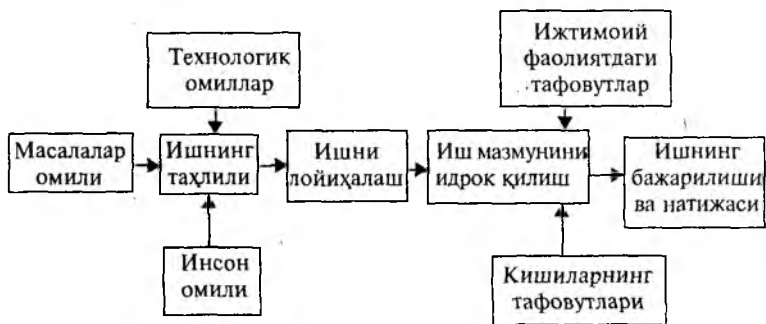 Технологик
омиллар
Ижтимоий
фаолиятдаги
тафовутлар
Масалалар
омили
Ишнинг
таҳлили
Ишни
лойиҳалаш
Иш мазмунини
идрок қилиш
Ишнинг
бажарилиши
ва натижаси
Инсон
омили
Кишиларнинг
тафовутлари